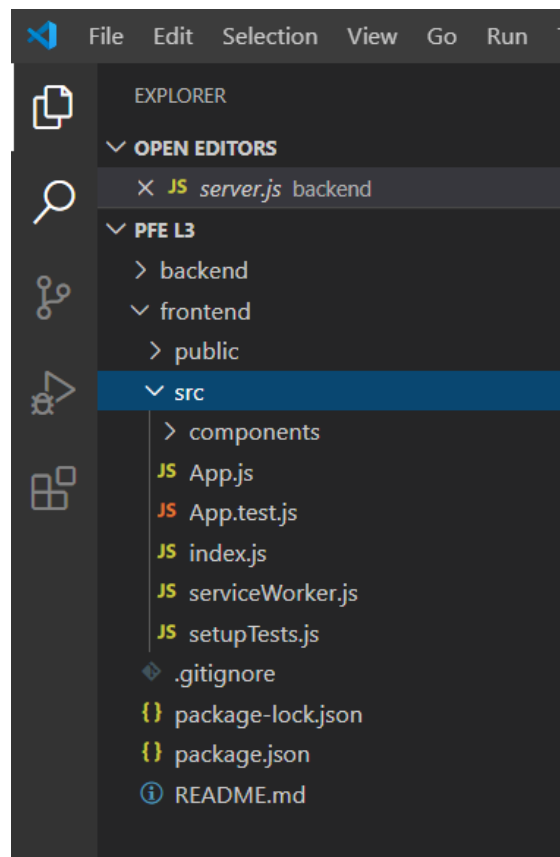 File Edit Selection View Go Run
EXPLORER
OPEN EDITORS
JS server.js backend
PFE L3
backend
frontend
public
src
components
JS App.js
JS App.test.js
JS index.js
JS serviceWorker.js
JS setupTests.js
.gitignore
{} package-lock.json
{} package.json
README.md